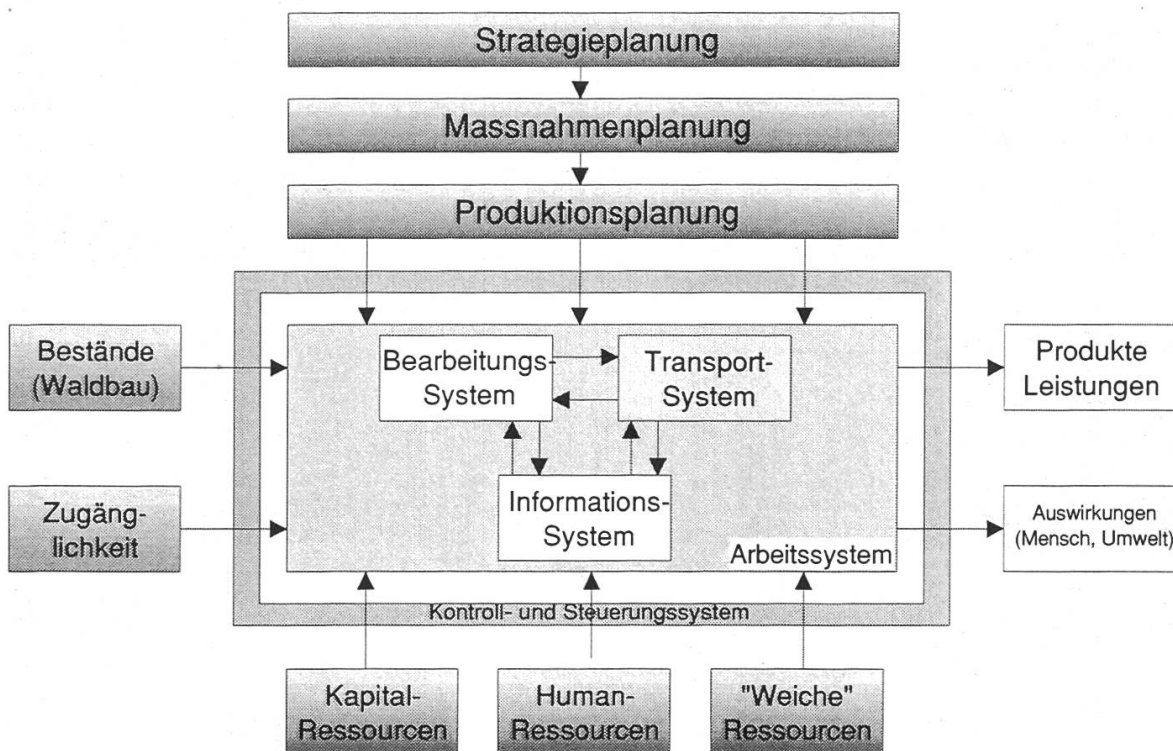 Strategieplanung
Massnahmenplanung
Produktionsplanung
Bestände
(Waldbau)
Bearbeitungs-
System
Transport-
System
Produkte
Leistungen
Zugäng-
lichkeit
Informations-
System
Arbeitssystem
Auswirkungen
(Mensch, Umwelt)
Kontroll- und Steuerungssystem
Kapital-
Ressourcen
Human-
Ressourcen
"Weiche"
Ressourcen